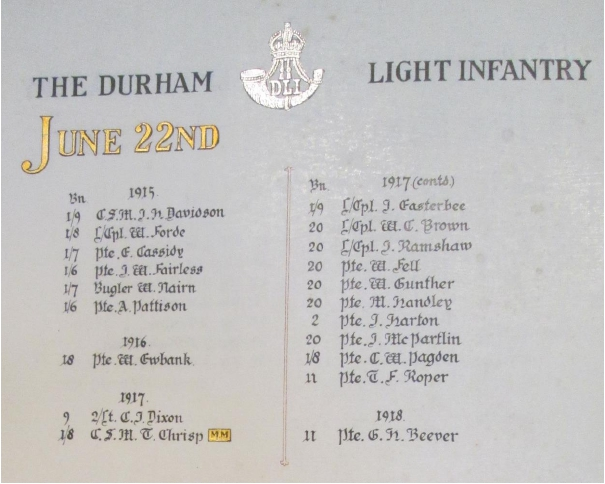 THE DURHAM LIGHT INFANTRY
DLI
JUNE 22ND
Bn. 1915.
1/9 C.S.M. J.H. Davidson
1/8 L/Cpl. W. Forde
1/7 Pte. E. Cassidy
1/6 Pte. J. W. Fairless
1/7 Bugler W. Nairn
1/6 Pte. A. Pattison
1916.
18 Pte. W. Ewbank
1917.
9 2/Lt. C. J. Dixon
1/8 C.S.M. T. Chrisp MM
Bn. 1917 (contd.)
1/9 L/Cpl. J. Easterbee
20 L/Cpl. W. C. Brown
20 L/Cpl. J. Ramshaw
20 Pte. W. Fell
20 Pte. W. Gunther
20 Pte. M. Handley
2 Pte. J. Harton
20 Pte. J. McPartlin
1/8 Pte. C. W. Pagden
11 Pte. T. F. Roper
1918.
11 Pte. G. H. Beever